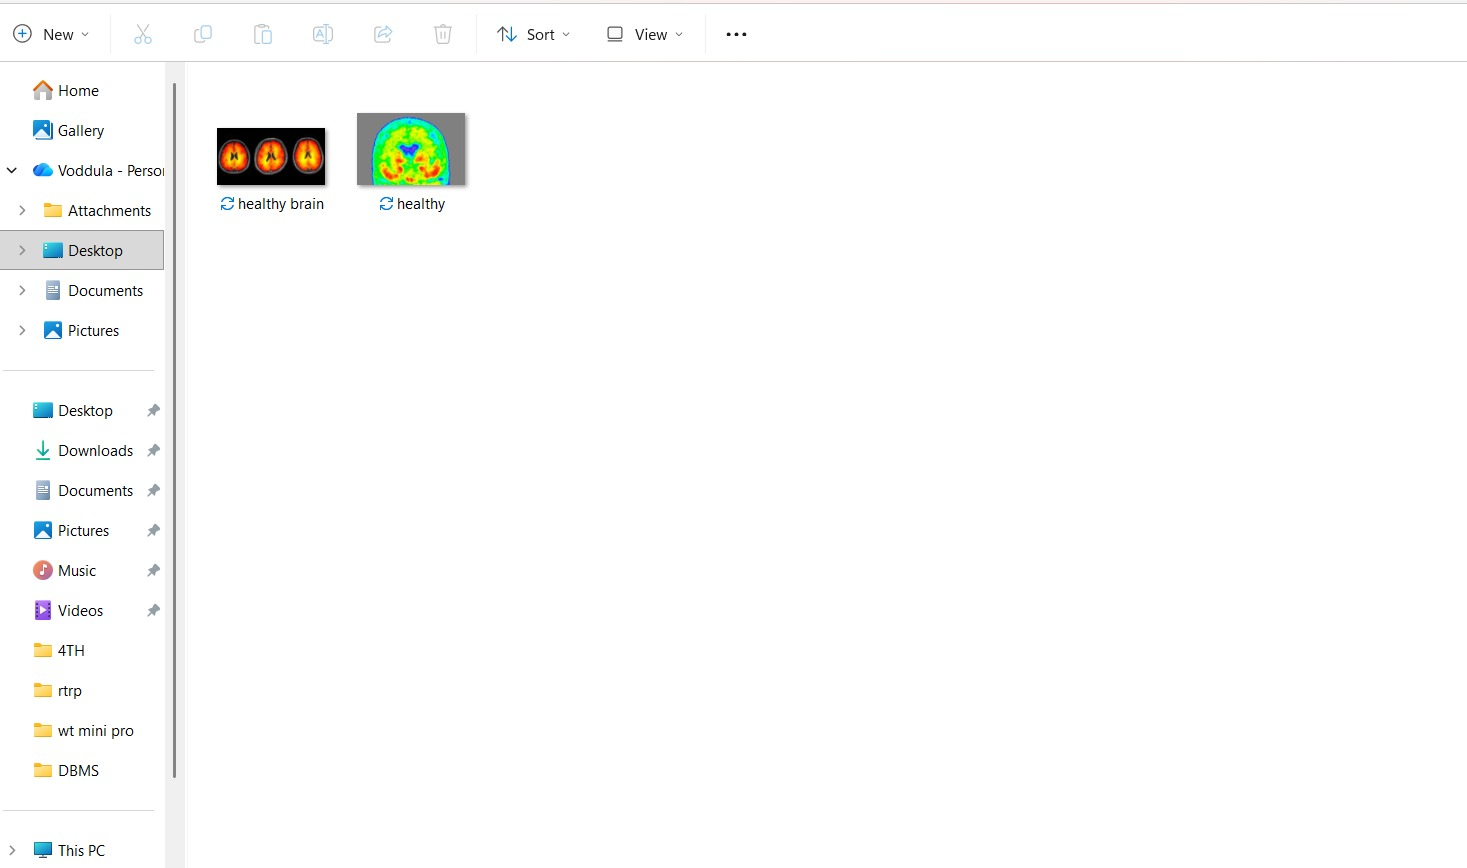 New
Sort
View
Home
Gallery
Voddula - Perso
Attachments
Desktop
Documents
Pictures
Desktop
Downloads
Documents
Pictures
Music
Videos
4TH
rtrp
wt mini pro
DBMS
This PC
healthy brain
healthy